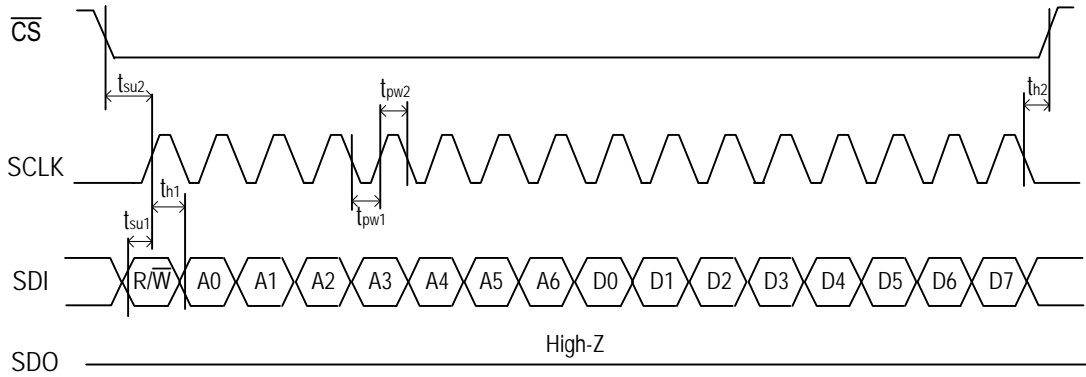 C̅S̅
tsu2
tpw2
th2
SCLK
th1
tsu1
tpw1
SDI R/W̅ A0 A1 A2 A3 A4 A5 A6 D0 D1 D2 D3 D4 D5 D6 D7
High-Z
SDO